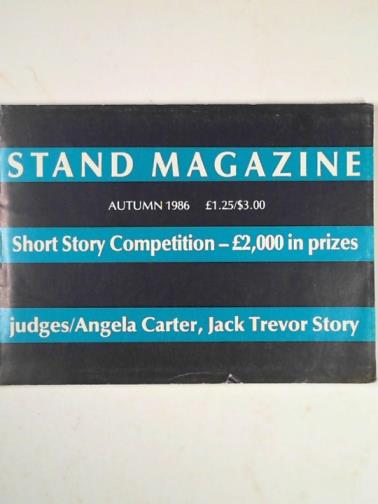 STAND MAGAZINE
AUTUMN 1986 £1.25/$3.00
Short Story Competition – £2,000 in prizes
judges/Angela Carter, Jack Trevor Story